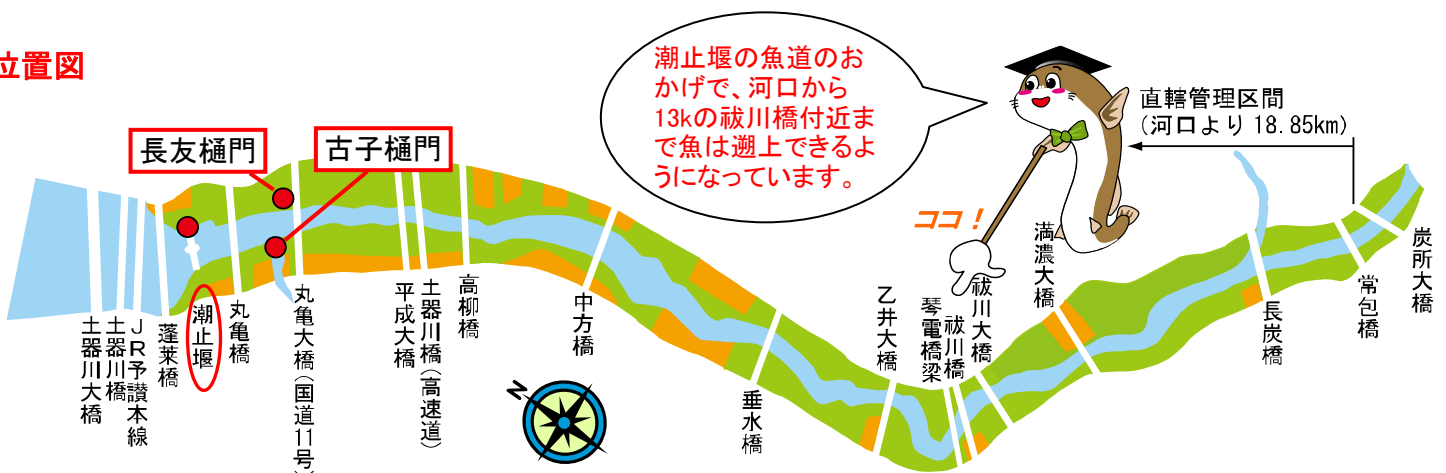 位置図
潮止堰の魚道のお
かげで、河口から
13kの祓川橋付近ま
で魚は遡上できるよ
うになっています。
直轄管理区間
(河口より 18.85km)
長友樋門
古子樋門
ココ！
土器川大橋
土器川橋
JR予讃本線
蓬莱橋
潮止堰
丸亀橋
丸亀大橋(国道11号)
平成大橋
土器川橋(高速道)
高柳橋
中方橋
垂水橋
乙井大橋
琴電橋梁
祓川橋
祓川大橋
満濃大橋
長炭橋
常包橋
炭所大橋
N